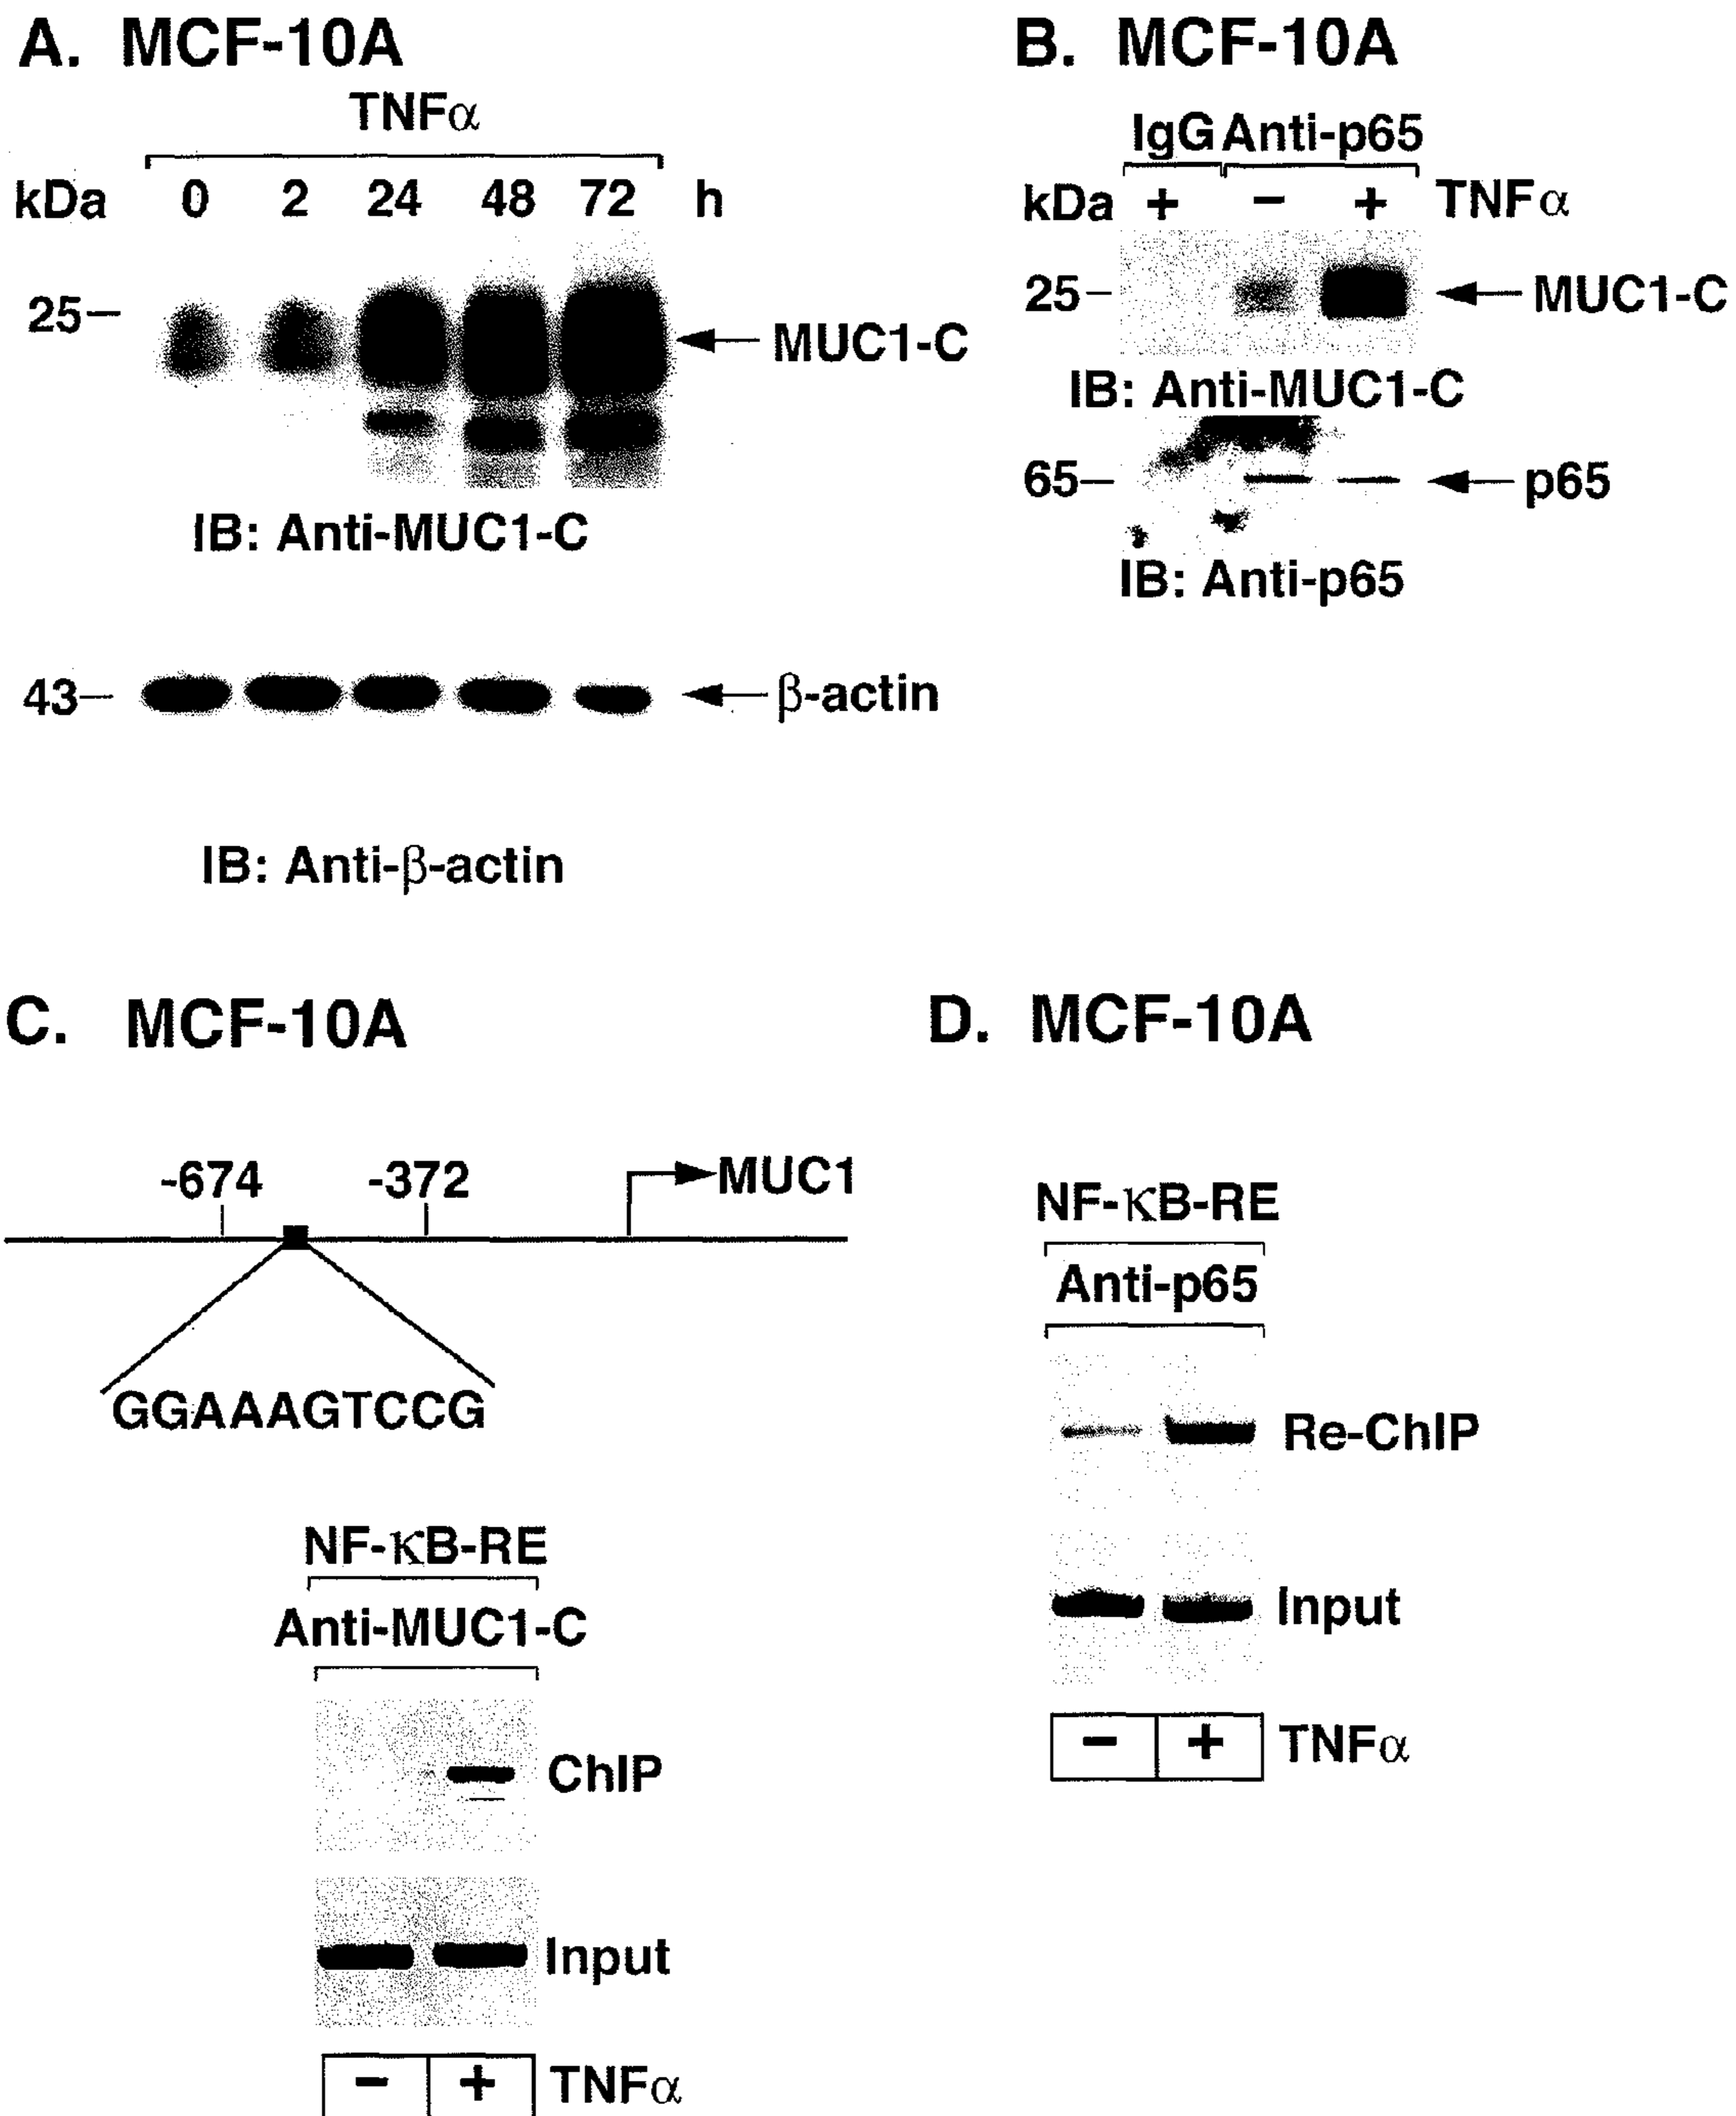 A. MCF-10A
TNFα
kDa 0 2 24 48 72 h
25
MUC1-C
IB: Anti-MUC1-C
43
β-actin
IB: Anti-β-actin
B. MCF-10A
IgG Anti-p65
kDa + − + TNFα
25
MUC1-C
IB: Anti-MUC1-C
65
p65
IB: Anti-p65
C. MCF-10A
-674 -372 MUC1
GGAAAGTCCG
NF-κB-RE
Anti-MUC1-C
ChIP
Input
− + TNFα
D. MCF-10A
NF-κB-RE
Anti-p65
Re-ChIP
Input
− + TNFα